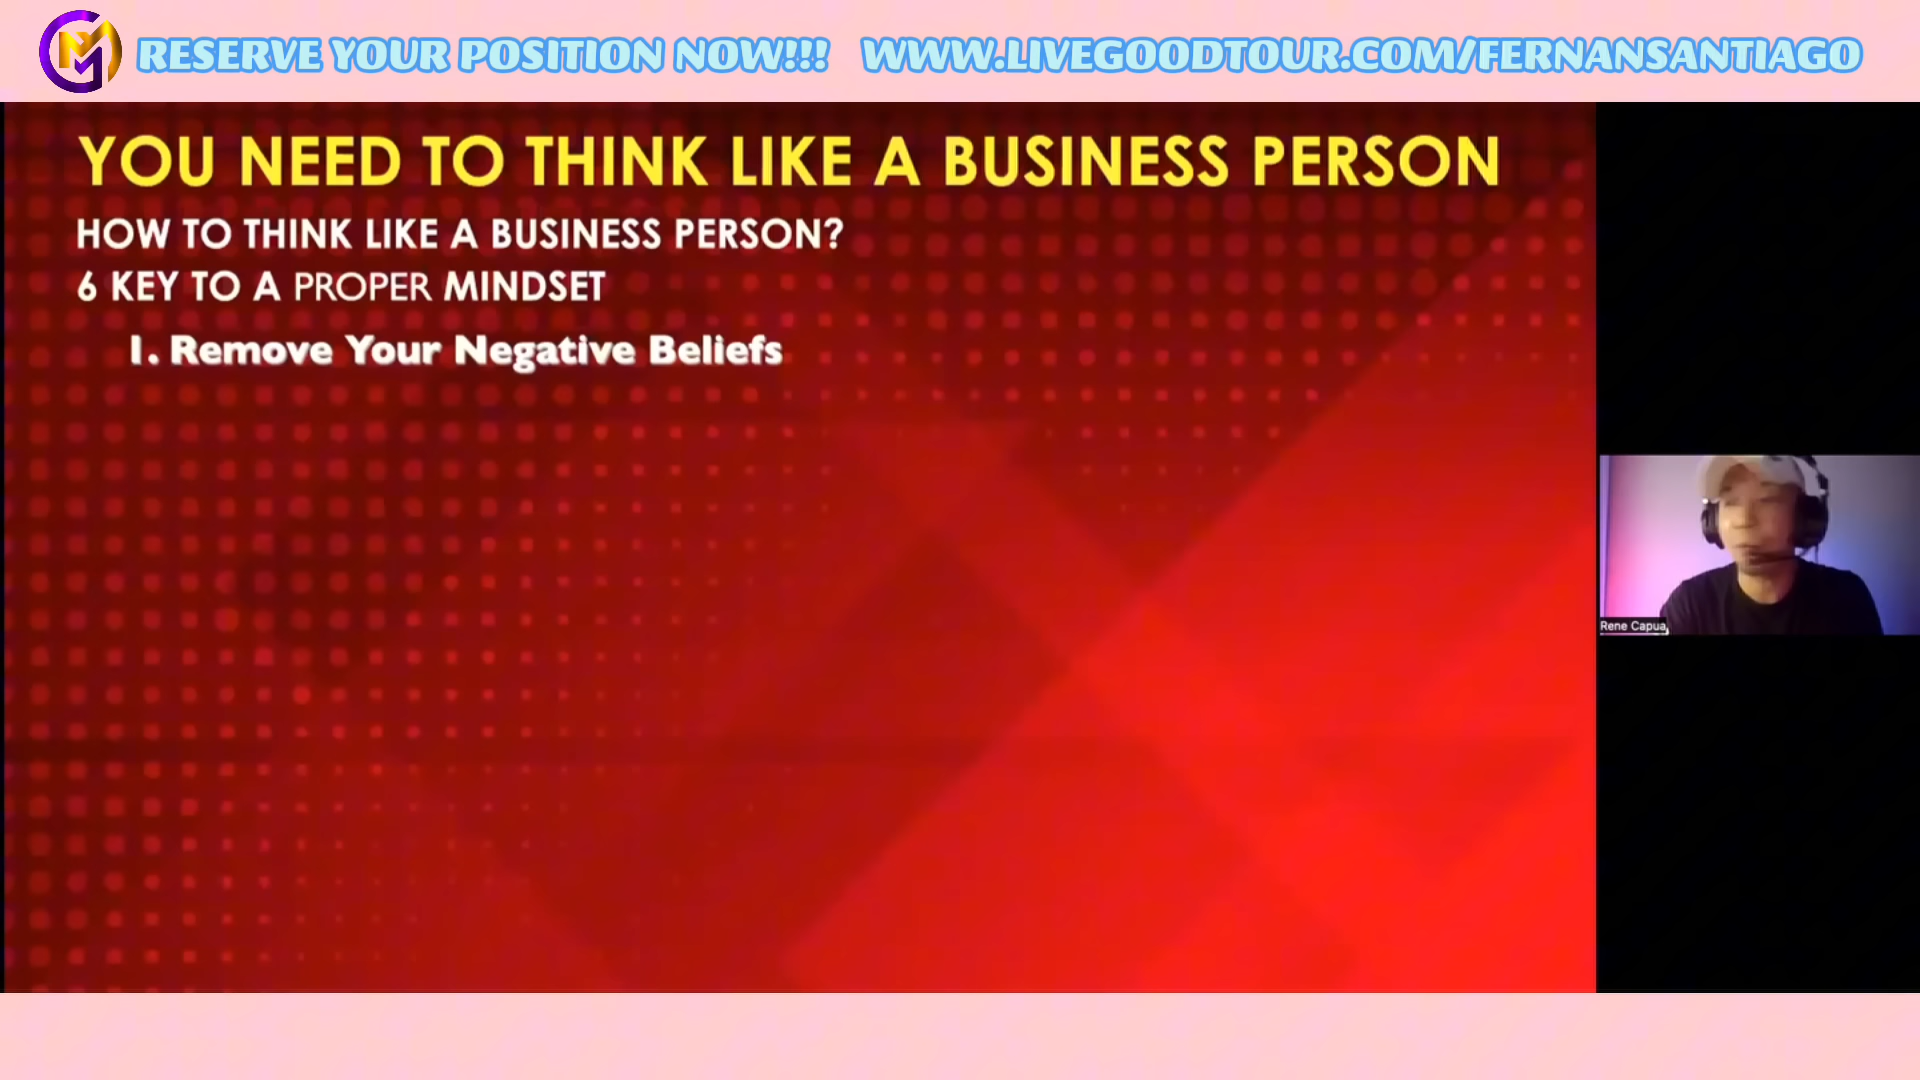 RESERVE YOUR POSITION NOW!!! WWW.LIVEGOODTOUR.COM/FERNANSANTIAGO
YOU NEED TO THINK LIKE A BUSINESS PERSON
HOW TO THINK LIKE A BUSINESS PERSON?
6 KEY TO A PROPER MINDSET
1. Remove Your Negative Beliefs
Rene Capua